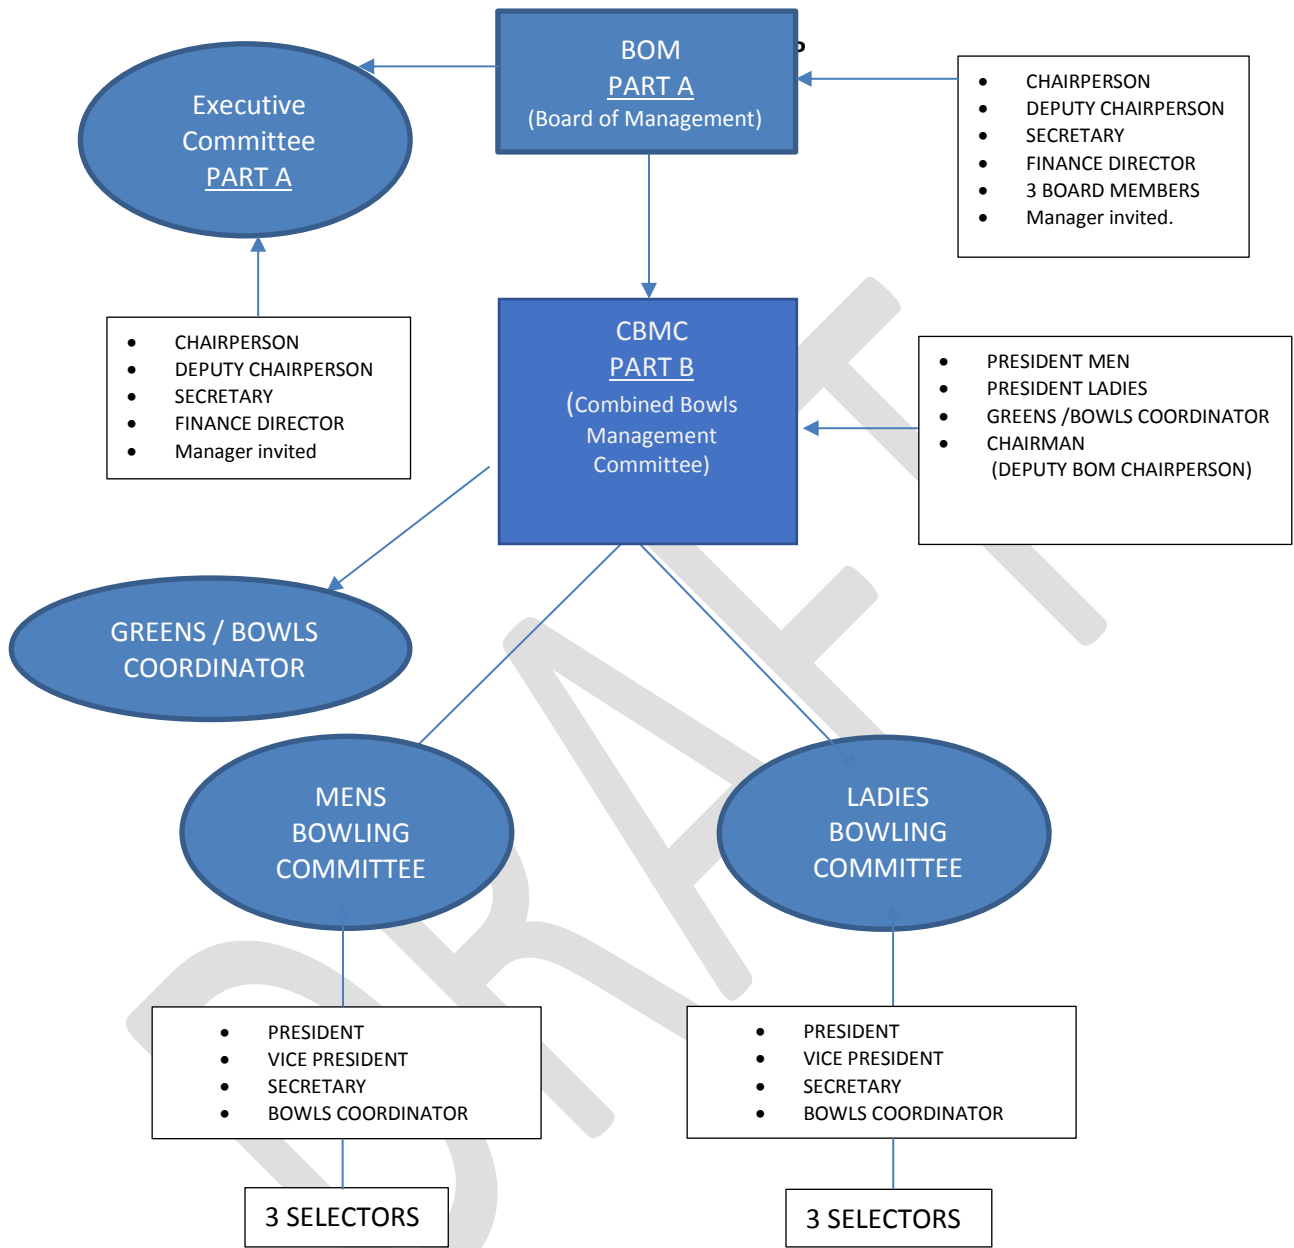 BOM
PART A
(Board of Management)
P
Executive
Committee
PART A
• CHAIRPERSON
• DEPUTY CHAIRPERSON
• SECRETARY
• FINANCE DIRECTOR
• 3 BOARD MEMBERS
• Manager invited.
• CHAIRPERSON
• DEPUTY CHAIRPERSON
• SECRETARY
• FINANCE DIRECTOR
• Manager invited
CBMC
PART B
(Combined Bowls
Management
Committee)
• PRESIDENT MEN
• PRESIDENT LADIES
• GREENS /BOWLS COORDINATOR
• CHAIRMAN
(DEPUTY BOM CHAIRPERSON)
GREENS / BOWLS
COORDINATOR
MENS
BOWLING
COMMITTEE
LADIES
BOWLING
COMMITTEE
• PRESIDENT
• VICE PRESIDENT
• SECRETARY
• BOWLS COORDINATOR
• PRESIDENT
• VICE PRESIDENT
• SECRETARY
• BOWLS COORDINATOR
3 SELECTORS
3 SELECTORS
DRAFT